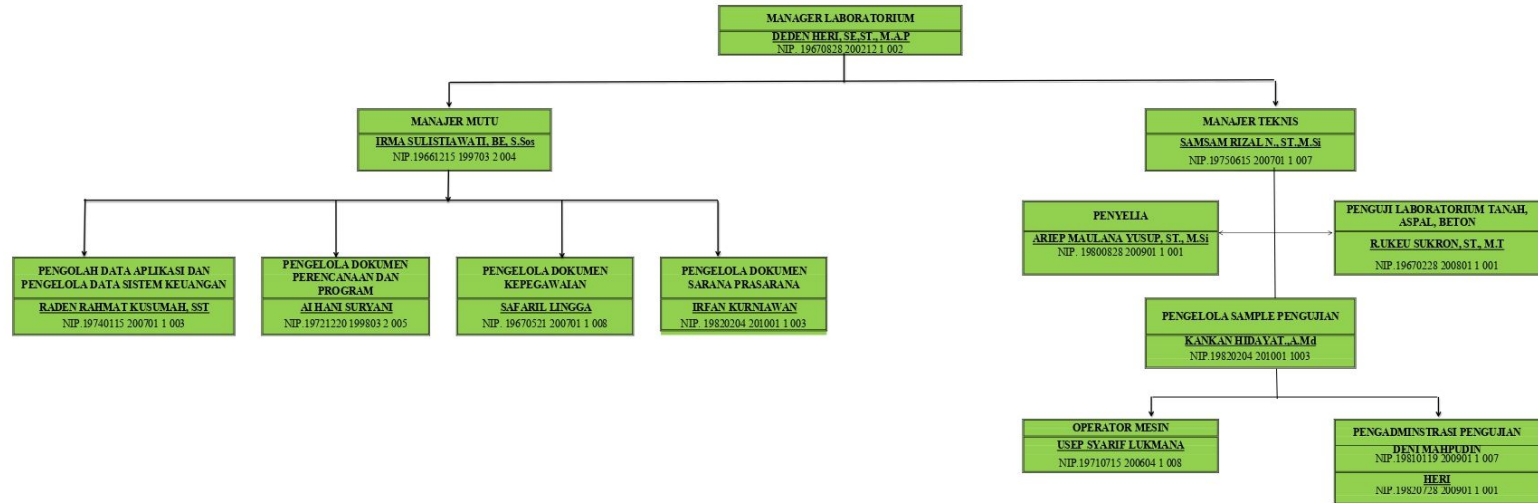 MANAGER LABORATORIUM
DEDEN HERI, SE,ST., M.A.P
NIP. 19670828 200212 1 002
MANAJER MUTU
IRMA SULISTIAWATI, BE, S.Sos
NIP.19661215 199703 2 004
MANAJER TEKNIS
SAMSAM RIZAL N., ST.,M.Si
NIP.19750615 200701 1 007
PENYELIA
ARIEP MAULANA YUSUP, ST., M.Si
NIP. 19800828 200901 1 001
PENGUJI LABORATORIUM TANAH,
ASPAL, BETON
R.UKEU SUKRON, ST., M.T
NIP.19670228 200801 1 001
PENGOLAH DATA APLIKASI DAN
PENGELOLA DATA SISTEM KEUANGAN
RADEN RAHMAT KUSUMAH, SST
NIP.19740115 200701 1 003
PENGELOLA DOKUMEN
PERENCANAAN DAN
PROGRAM
AI HANI SURYANI
NIP.19721220 199803 2 005
PENGELOLA DOKUMEN
KEPEGAWAIAN
SAFARIL LINGGA
NIP. 19670521 200701 1 008
PENGELOLA DOKUMEN
SARANA PRASARANA
IRFAN KURNIAWAN
NIP. 19820204 201001 1 003
PENGELOLA SAMPLE PENGUJIAN
KANKAN HIDAYAT.,A.Md
NIP.19820204 201001 1003
OPERATOR MESIN
USEP SYARIF LUKMANA
NIP.19710715 200604 1 008
PENGADMINSTRASI PENGUJIAN
DENI MAHPUDIN
NIP.19810119 200901 1 007
HERI
NIP.19820728 200901 1 001